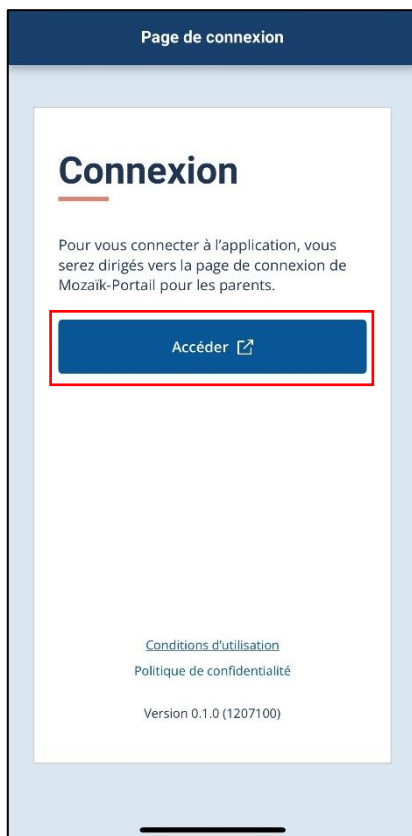 Page de connexion
Connexion
Pour vous connecter à l'application, vous
serez dirigés vers la page de connexion de
Mozaïk-Portail pour les parents.
Accéder
Conditions d'utilisation
Politique de confidentialité
Version 0.1.0 (1207100)